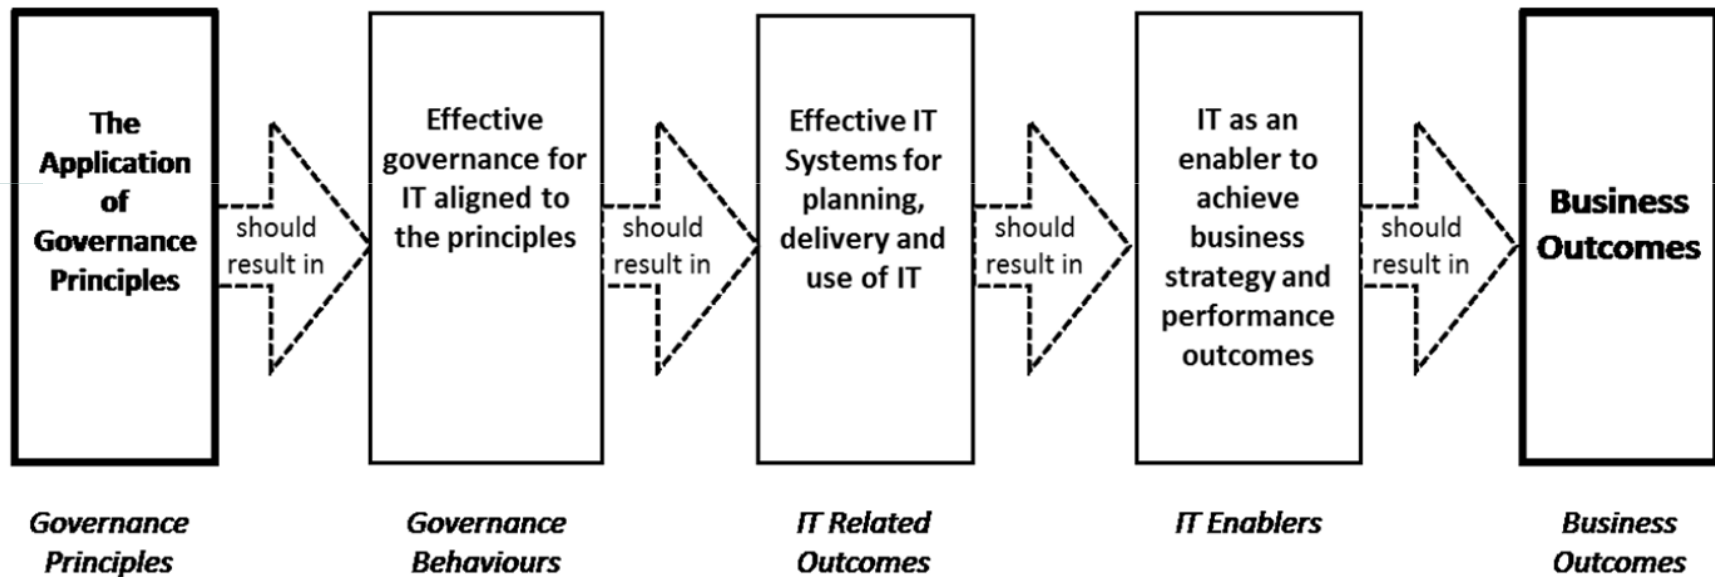 The
Application
of
Governance
Principles
should
result in
Effective
governance for
IT aligned to
the principles
should
result in
Effective IT
Systems for
planning,
delivery and
use of IT
should
result in
IT as an
enabler to
achieve
business
strategy and
performance
outcomes
should
result in
Business
Outcomes
Governance
Principles
Governance
Behaviours
IT Related
Outcomes
IT Enablers
Business
Outcomes